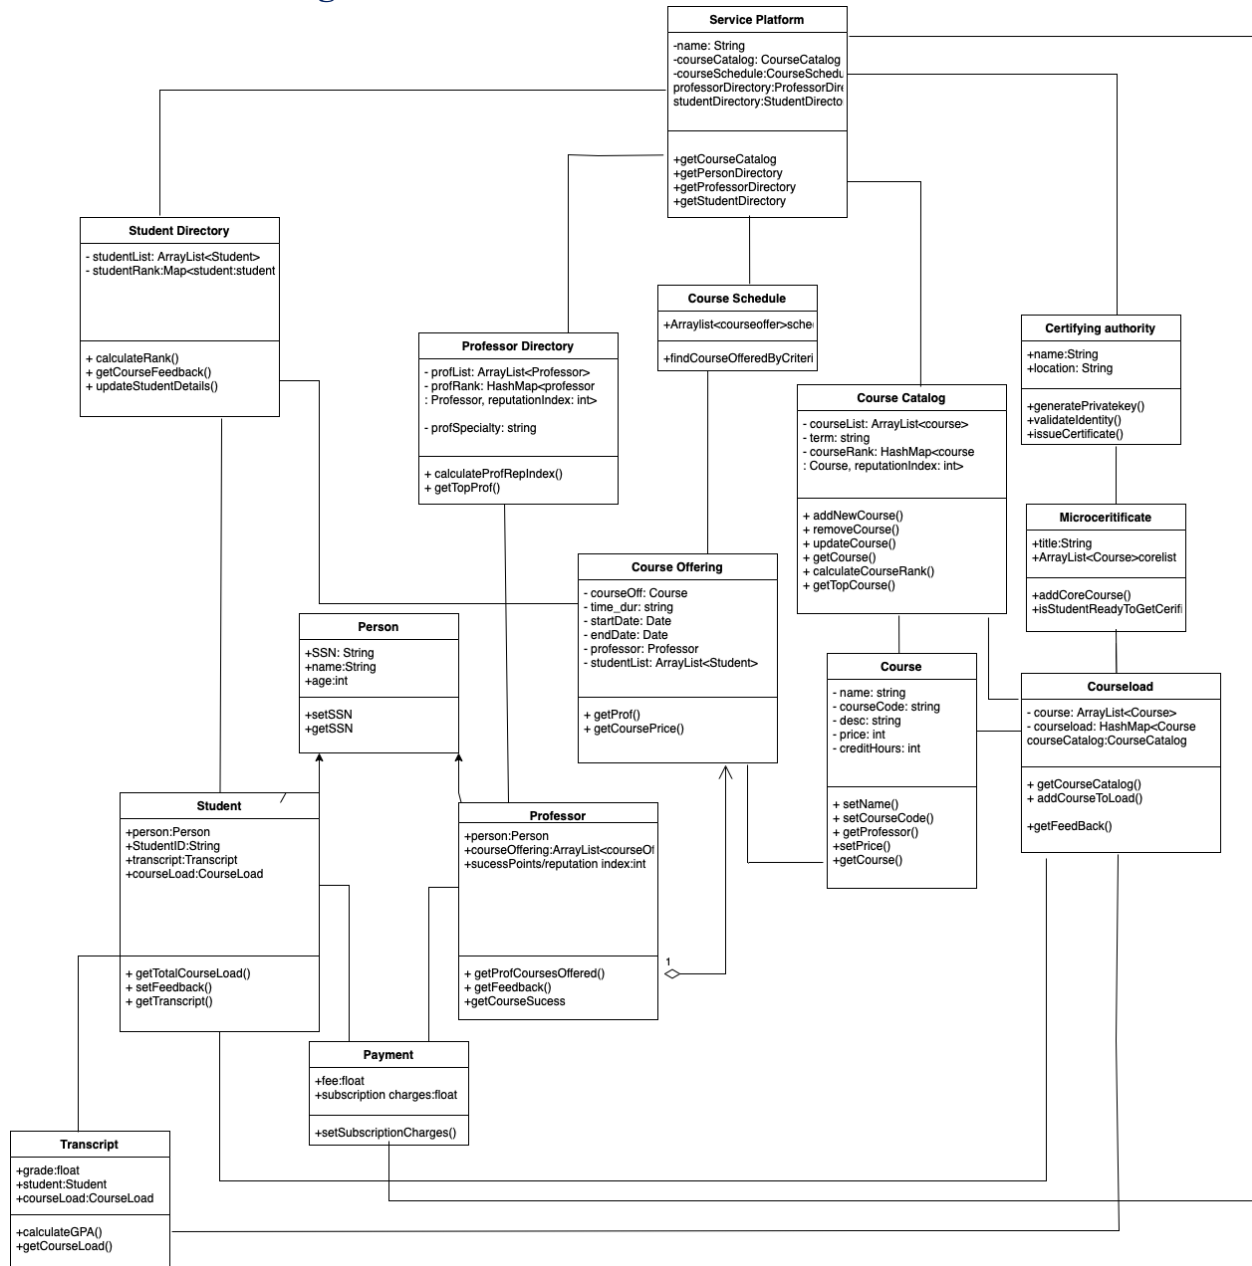 Service Platform
-name: String
-courseCatalog: CourseCatalog
-courseSchedule:CourseSchedu
professorDirectory:ProfessorDire
studentDirectory:StudentDirecto
+getCourseCatalog
+getPersonDirectory
+getProfessorDirectory
+getStudentDirectory
Student Directory
- studentList: ArrayList<Student>
- studentRank:Map<student:student
+ calculateRank()
+ getCourseFeedback()
+ updateStudentDetails()
Professor Directory
- profList: ArrayList<Professor>
- profRank: HashMap<professor
: Professor, reputationIndex: int>
- profSpecialty: string
+ calculateProfRepIndex()
+ getTopProf()
Course Schedule
+Arraylist<courseoffer>sche
+findCourseOfferedByCriteri
Course Catalog
- courseList: ArrayList<course>
- term: string
- courseRank: HashMap<course
: Course, reputationIndex: int>
+ addNewCourse()
+ removeCourse()
+ updateCourse()
+ getCourse()
+ calculateCourseRank()
+ getTopCourse()
Certifying authority
+name:String
+location: String
+generatePrivatekey()
+validateIdentity()
+issueCertificate()
Microceritificate
+title:String
+ArrayList<Course>corelist
+addCoreCourse()
+isStudentReadyToGetCerifi
Course Offering
- courseOff: Course
- time_dur: string
- startDate: Date
- endDate: Date
- professor: Professor
- studentList: ArrayList<Student>
+ getProf()
+ getCoursePrice()
Person
+SSN: String
+name:String
+age:int
+setSSN
+getSSN
Course
- name: string
- courseCode: string
- desc: string
- price: int
- creditHours: int
+ setName()
+ setCourseCode()
+ getProfessor()
+setPrice()
+getCourse()
Courseload
- course: ArrayList<Course>
- courseload: HashMap<Course
courseCatalog:CourseCatalog
+ getCourseCatalog()
+ addCourseToLoad()
+getFeedBack()
Student
+person:Person
+StudentID:String
+transcript:Transcript
+courseLoad:CourseLoad
+ getTotalCourseLoad()
+ setFeedback()
+ getTranscript()
Professor
+person:Person
+courseOffering:ArrayList<courseOf
+sucessPoints/reputation index:int
+ getProfCoursesOffered()
+ getFeedback()
+getCourseSucess
1
Payment
+fee:float
+subscription charges:float
+setSubscriptionCharges()
Transcript
+grade:float
+student:Student
+courseLoad:CourseLoad
+calculateGPA()
+getCourseLoad()